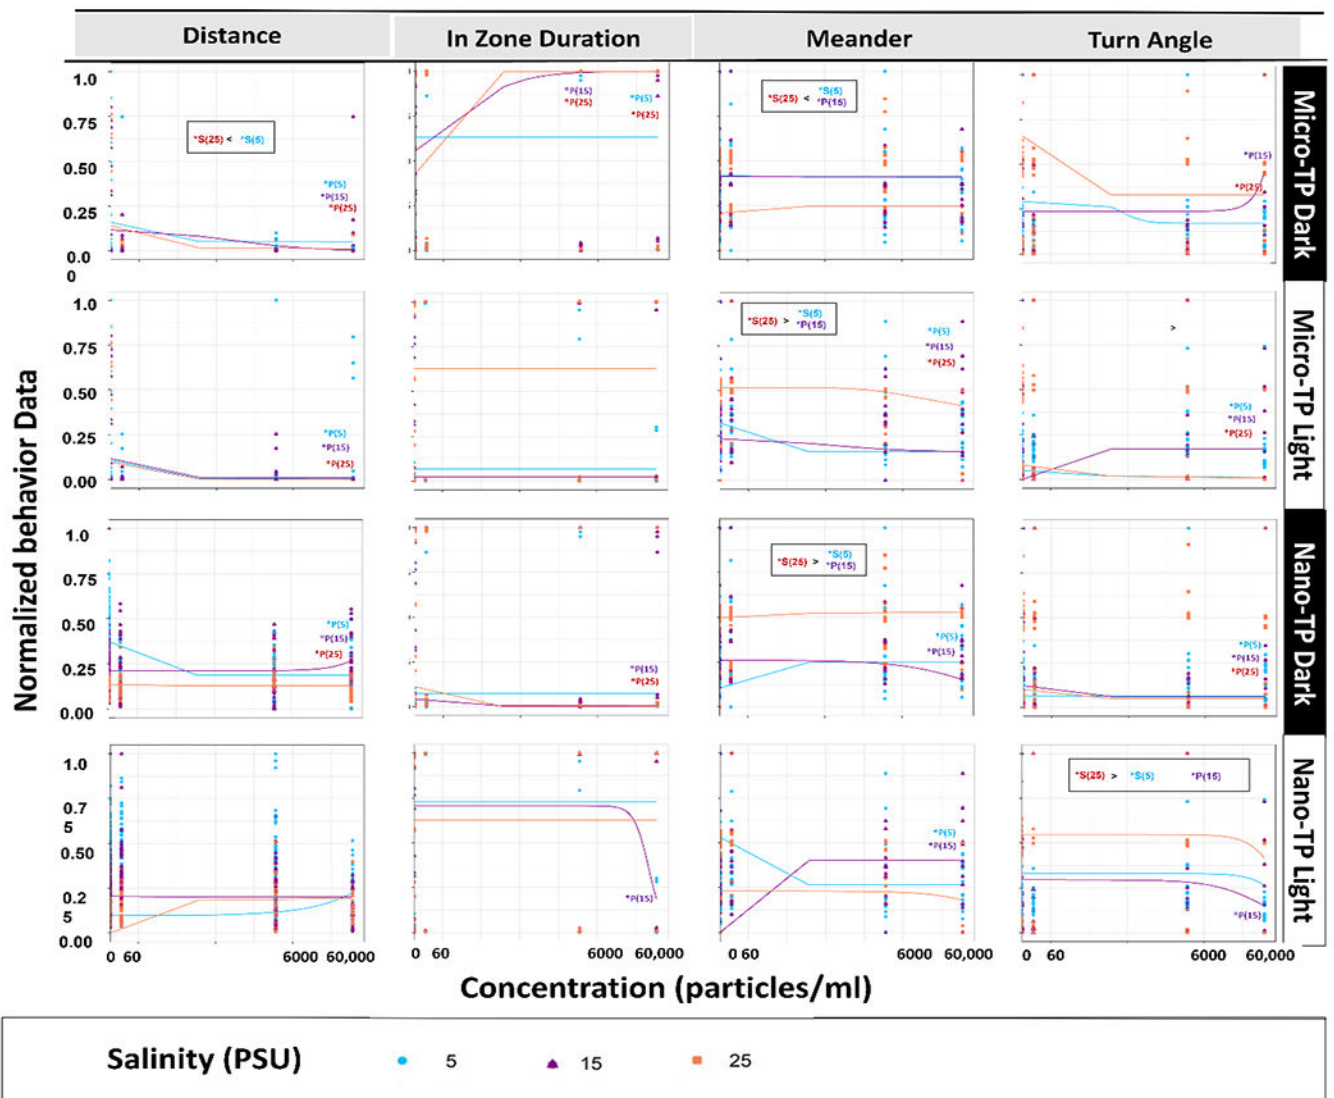 Distance In Zone Duration Meander Turn Angle
Normalized behavior Data
1.0
0.75
0.50
0.25
0.0
0
*S(25) < *S(5)
*P(5)
*P(15)
*P(25)
*P(15)
*P(25)
*P(5)
*P(25)
*S(25) < *S(5)
*P(15)
*P(15)
*P(25)
Micro-TP Dark
1.0
0.75
0.50
0.25
0.00
*P(5)
*P(15)
*P(25)
*S(25) > *S(5)
*P(15)
*P(5)
*P(15)
*P(25)
>
*P(5)
*P(15)
*P(25)
Micro-TP Light
1.0
0.75
0.50
0.25
0.00
*P(5)
*P(15)
*P(25)
*P(15)
*P(25)
*S(25) > *S(5)
*P(15)
*P(5)
*P(15)
*P(5)
*P(15)
*P(25)
Nano-TP Dark
1.0
0.7
5
0.50
0.2
5
0.00
*P(15)
*P(5)
*P(15)
*S(25) > *S(5) *P(15)
*P(15)
Nano-TP Light
0 60 6000 60,000 0 60 6000 60,000 0 60 6000 60,000 0 60 6000 60,000
Concentration (particles/ml)
Salinity (PSU) 5 15 25